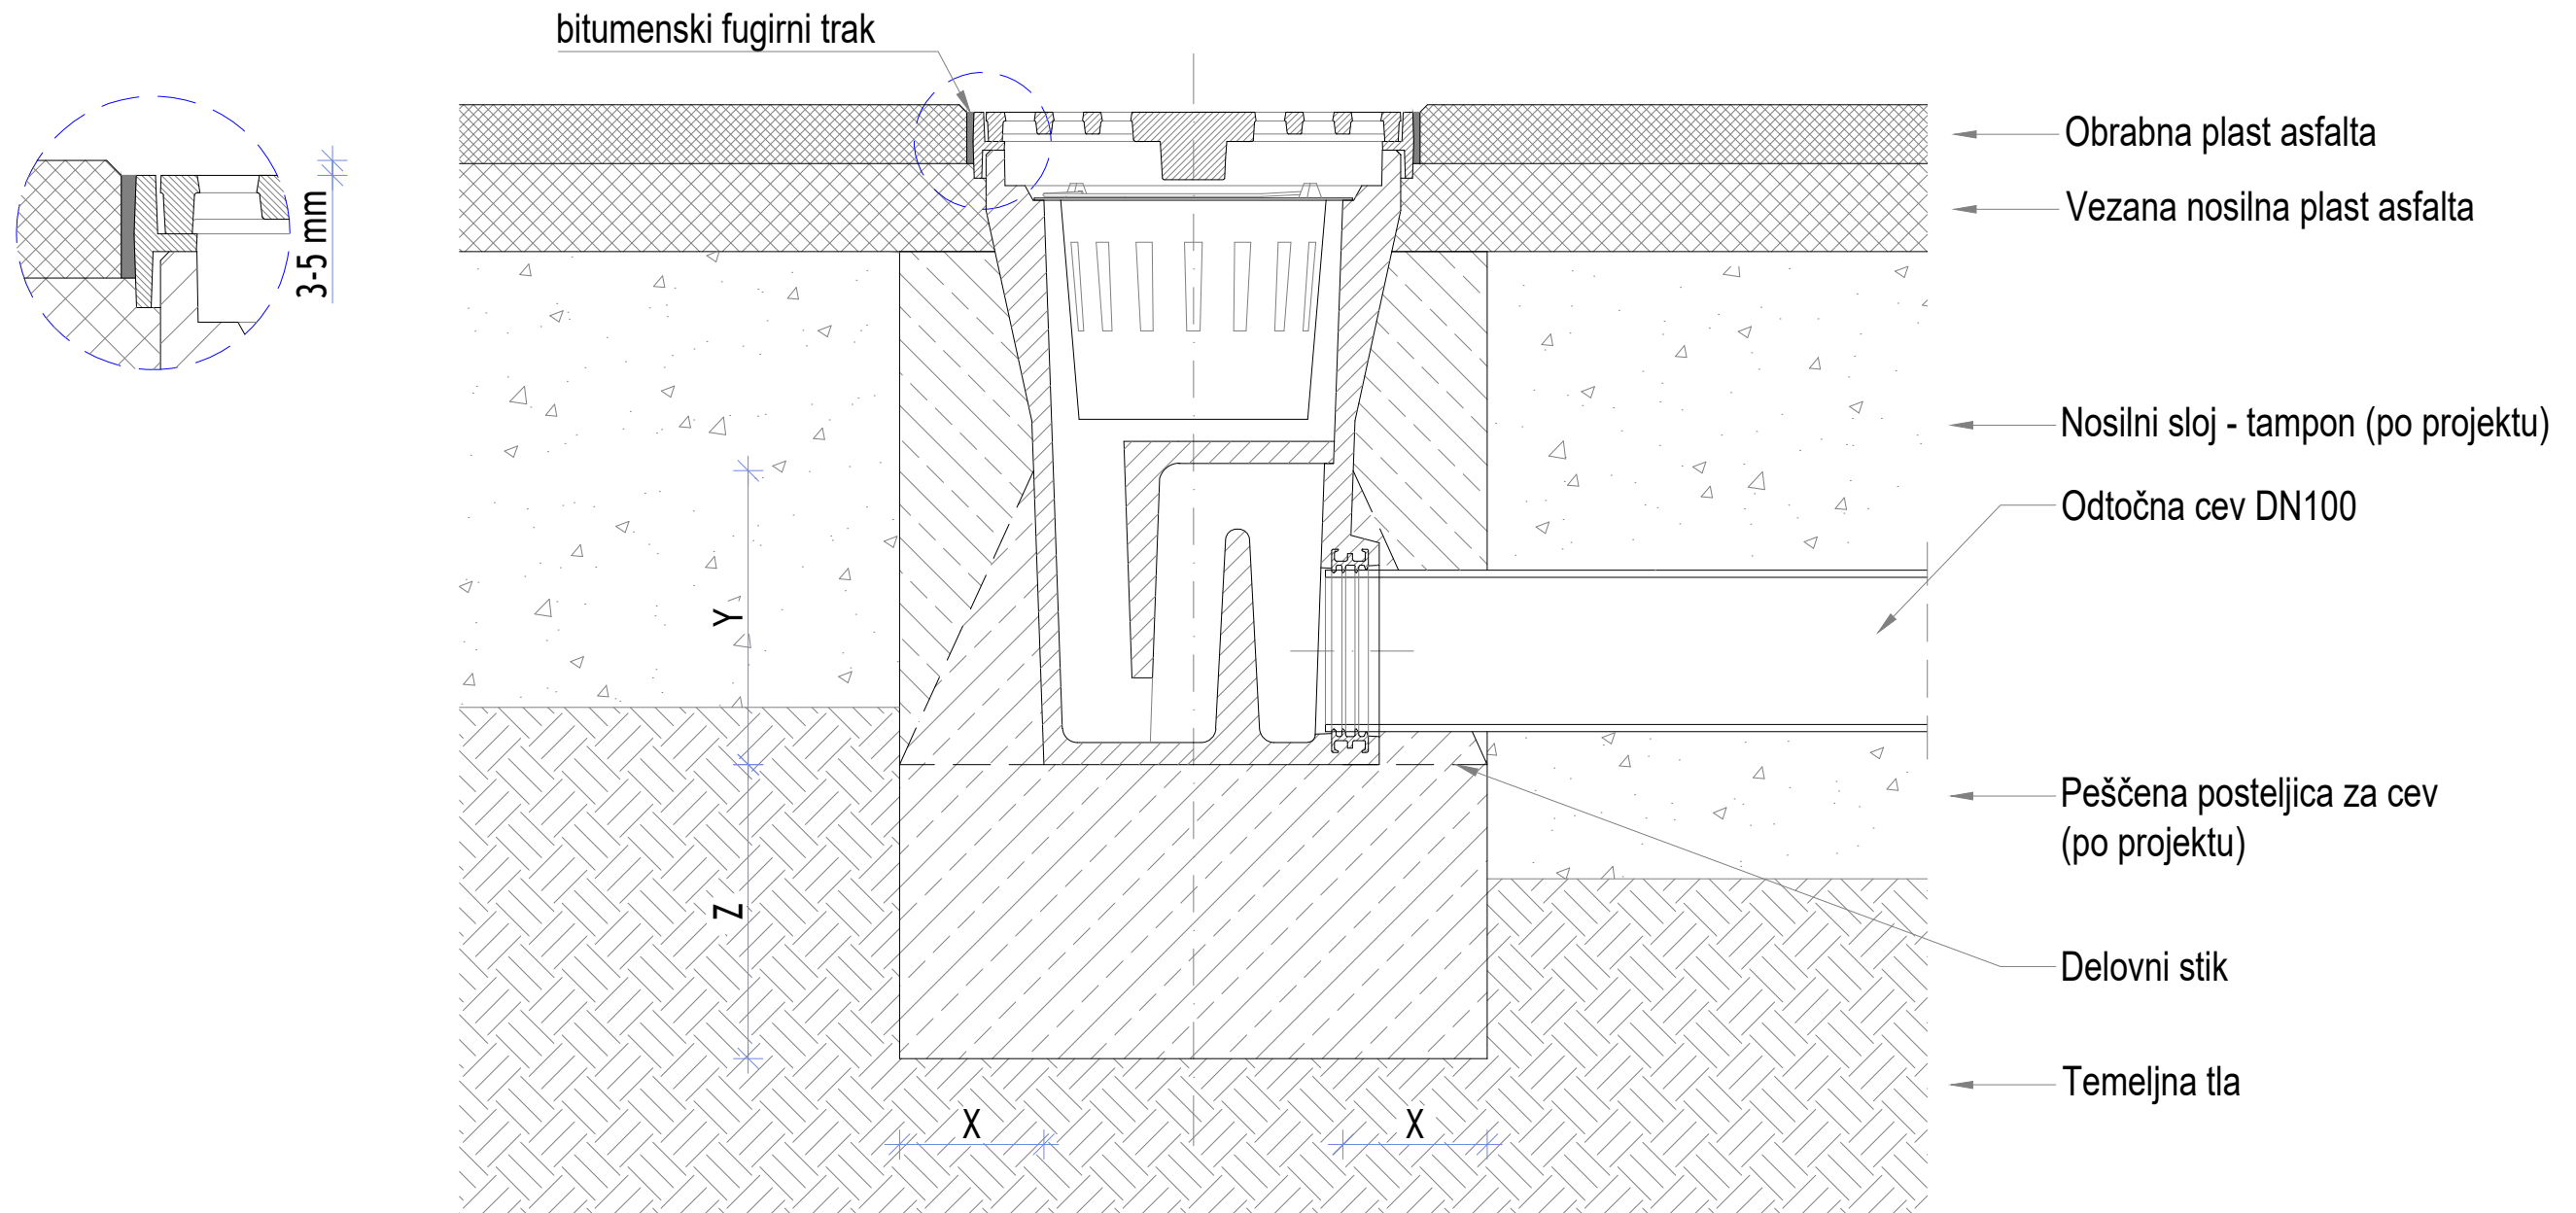 bitumenski fugirni trak
3-5 mm
Obrabna plast asfalta
Vezana nosilna plast asfalta
Nosilni sloj - tampon (po projektu)
Odtočna cev DN100
Y
Peščena posteljica za cev
(po projektu)
Z
Delovni stik
Temeljna tla
X
X